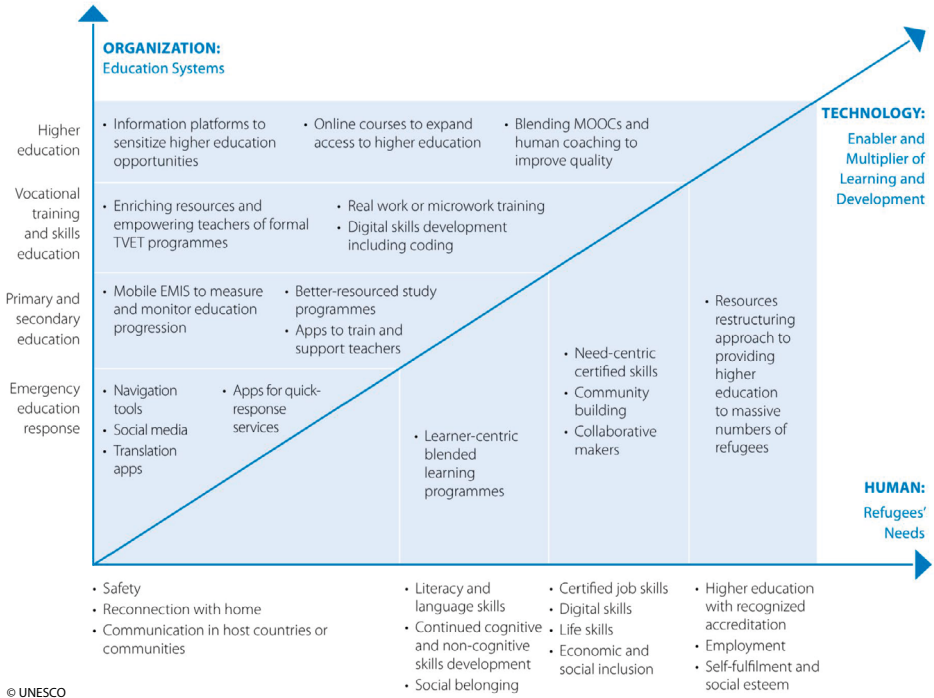 ORGANIZATION:
Education Systems
Higher
education
• Information platforms to
sensitize higher education
opportunities
• Online courses to expand
access to higher education
• Blending MOOCs and
human coaching to
improve quality
TECHNOLOGY:
Enabler and
Multiplier of
Learning and
Development
Vocational
training
and skills
education
• Enriching resources and
empowering teachers of formal
TVET programmes
• Real work or microwork training
• Digital skills development
including coding
Primary and
secondary
education
• Mobile EMIS to measure
and monitor education
progression
• Better-resourced study
programmes
• Apps to train and
support teachers
Emergency
education
response
• Navigation
tools
• Social media
• Translation
apps
• Apps for quick-
response
services
• Learner-centric
blended
learning
programmes
• Need-centric
certified skills
• Community
building
• Collaborative
makers
• Resources
restructuring
approach to
providing
higher
education
to massive
numbers of
refugees
HUMAN:
Refugees'
Needs
• Safety
• Reconnection with home
• Communication in host countries or
communities
• Literacy and
language skills
• Continued cognitive
and non-cognitive
skills development
• Social belonging
• Certified job skills
• Digital skills
• Life skills
• Economic and
social inclusion
• Higher education
with recognized
accreditation
• Employment
• Self-fulfilment and
social esteem
© UNESCO